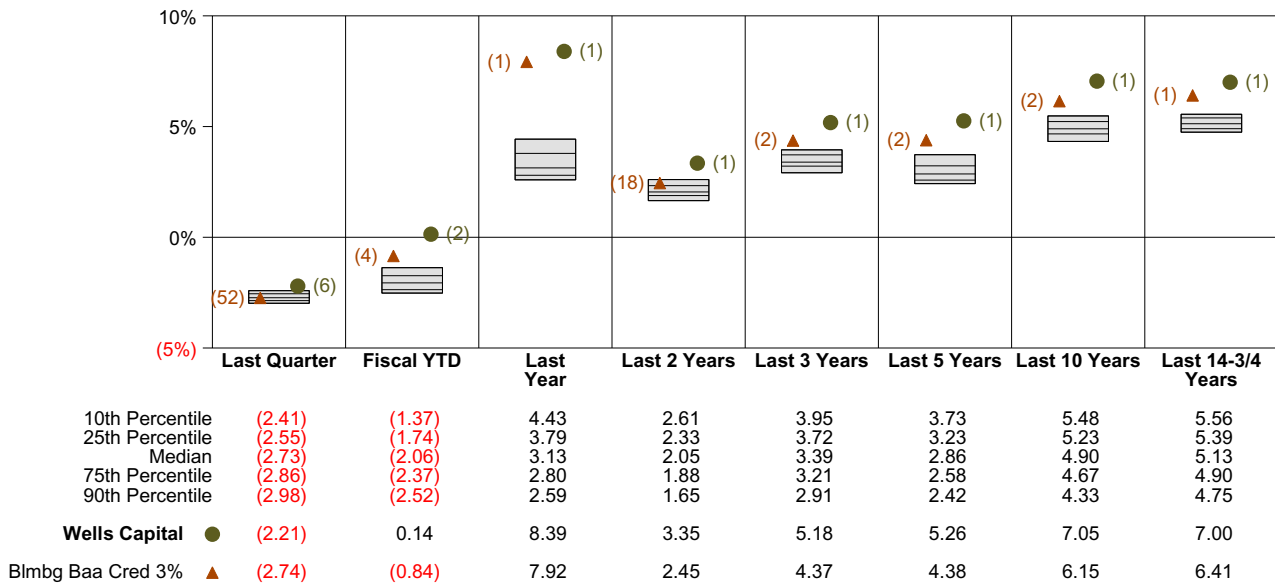 10%
5%
0%
(5%)
(52)
(6)
(4)
(2)
(1)
(1)
(18)
(1)
(2)
(1)
(2)
(1)
(2)
(1)
(1)
(1)
Last Quarter Fiscal YTD Last Year Last 2 Years Last 3 Years Last 5 Years Last 10 Years Last 14-3/4 Years
10th Percentile (2.41) (1.37) 4.43 2.61 3.95 3.73 5.48 5.56
25th Percentile (2.55) (1.74) 3.79 2.33 3.72 3.23 5.23 5.39
Median (2.73) (2.06) 3.13 2.05 3.39 2.86 4.90 5.13
75th Percentile (2.86) (2.37) 2.80 1.88 3.21 2.58 4.67 4.90
90th Percentile (2.98) (2.52) 2.59 1.65 2.91 2.42 4.33 4.75
Wells Capital (2.21) 0.14 8.39 3.35 5.18 5.26 7.05 7.00
Blmbg Baa Cred 3% (2.74) (0.84) 7.92 2.45 4.37 4.38 6.15 6.41